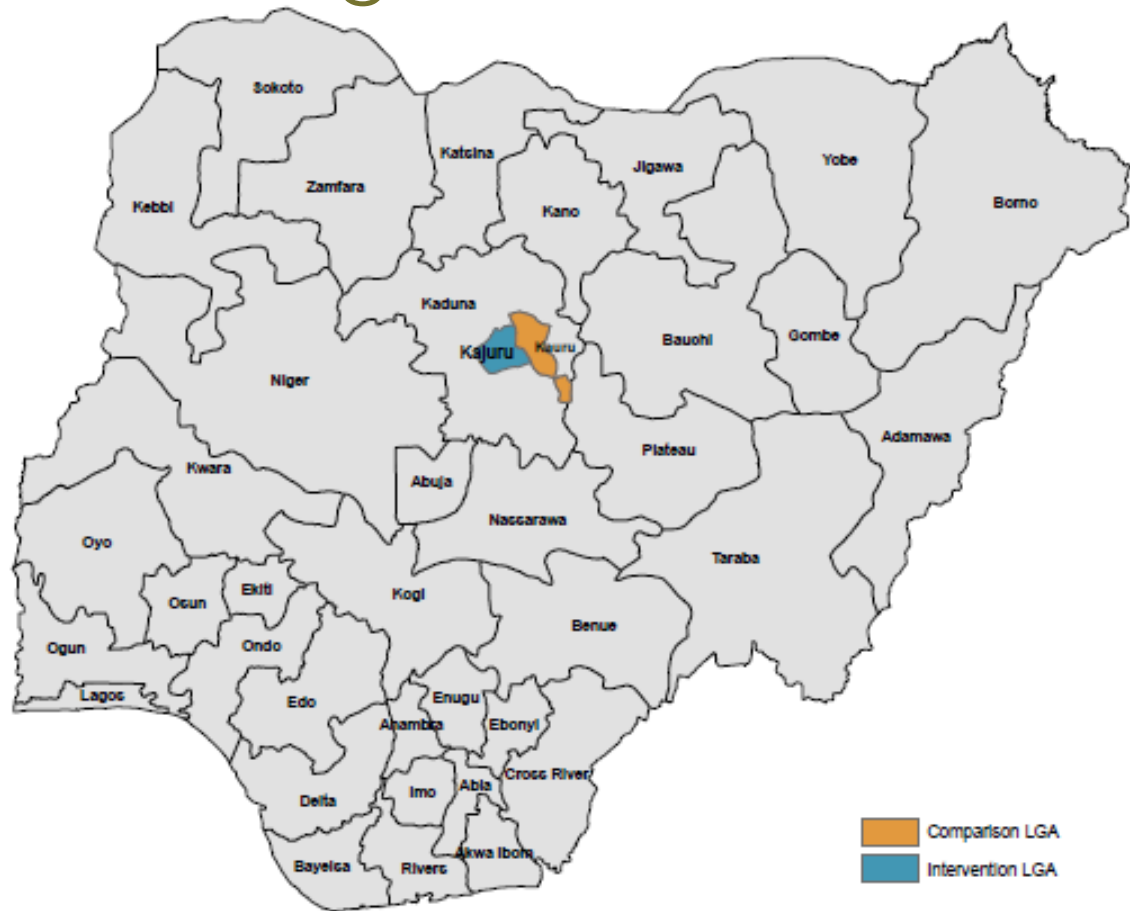 Sokoto
Katsina
Jigawa
Yobe
Zamfara
Borno
Kebbi
Kano
Kaduna
Kajuru
Kauru
Bauchi
Gombe
Niger
Adamawa
Plateau
Kwara
Abuja
Nassarawa
Oyo
Taraba
Osun
Ekiti
Kogi
Benue
Ogun
Ondo
Lagos
Edo
Enugu
Anambra
Ebonyi
Cross River
Delta
Imo
Abia
Akwa Ibom
Bayelsa
Rivers
Comparison LGA
Intervention LGA